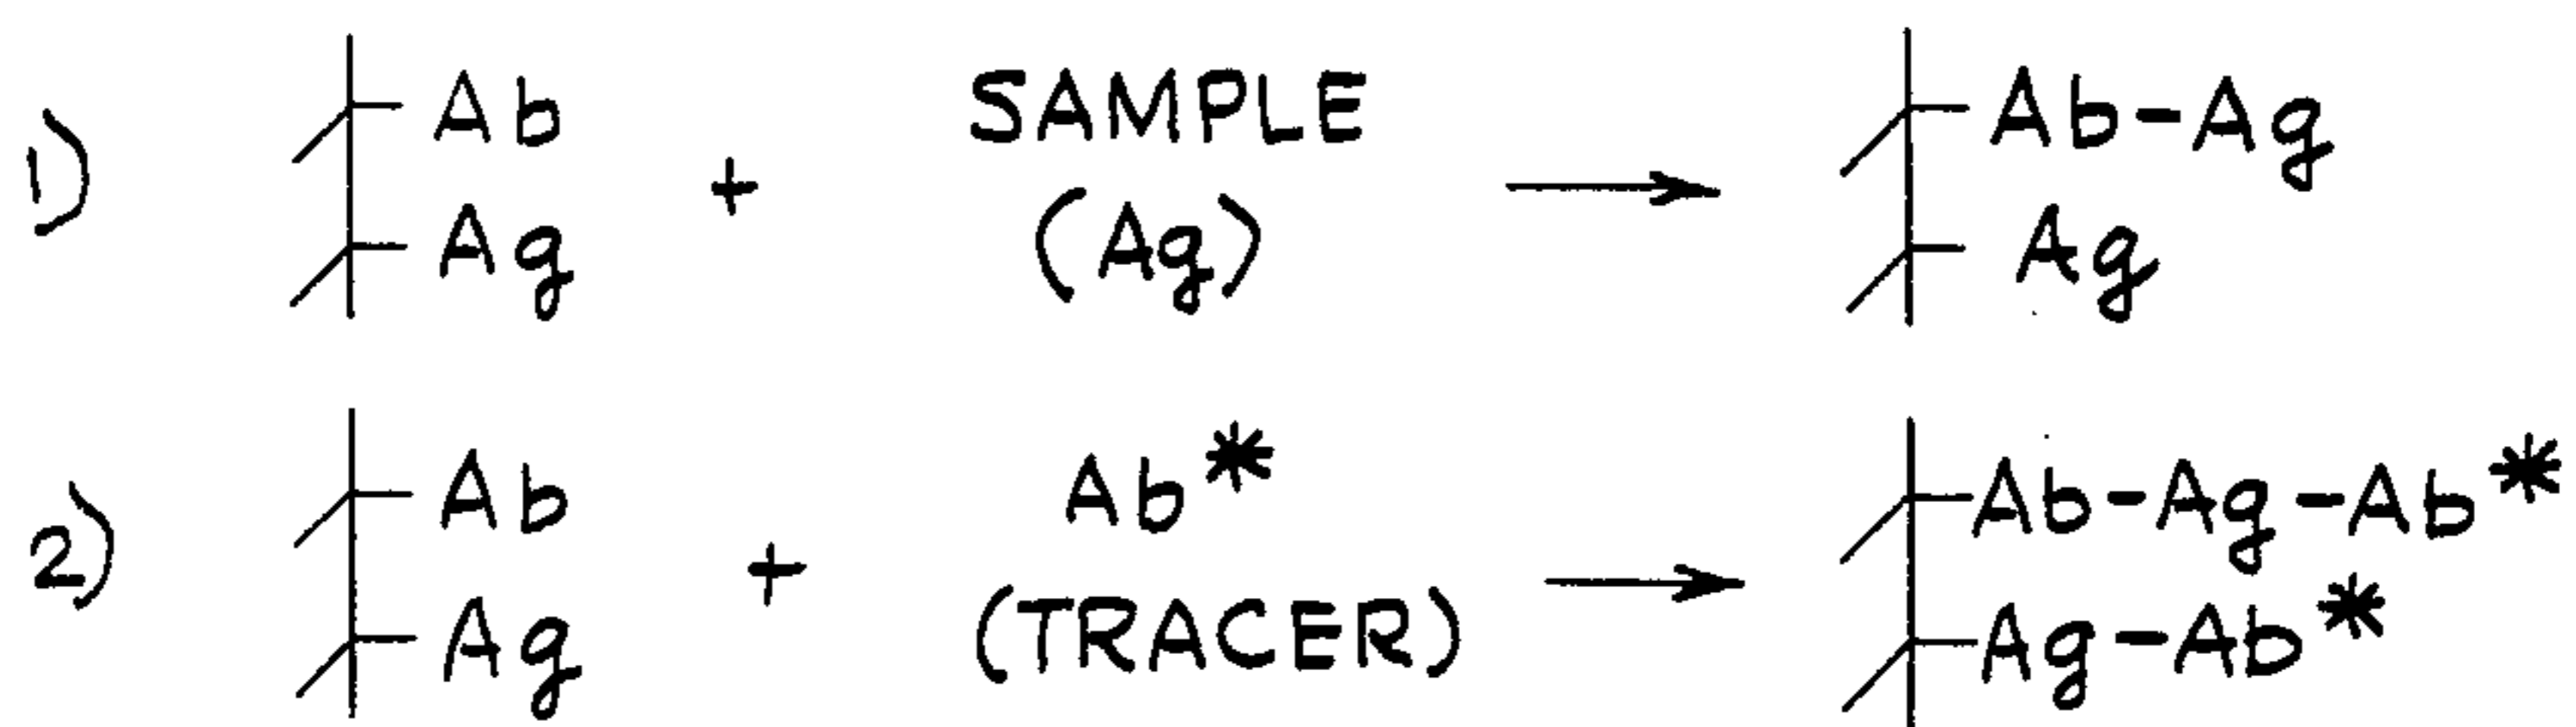 Ab SAMPLE Ab-Ag
1) +
Ag (Ag) Ag
Ab Ab* Ab-Ag-Ab*
2) +
Ag (TRACER) Ag-Ab*